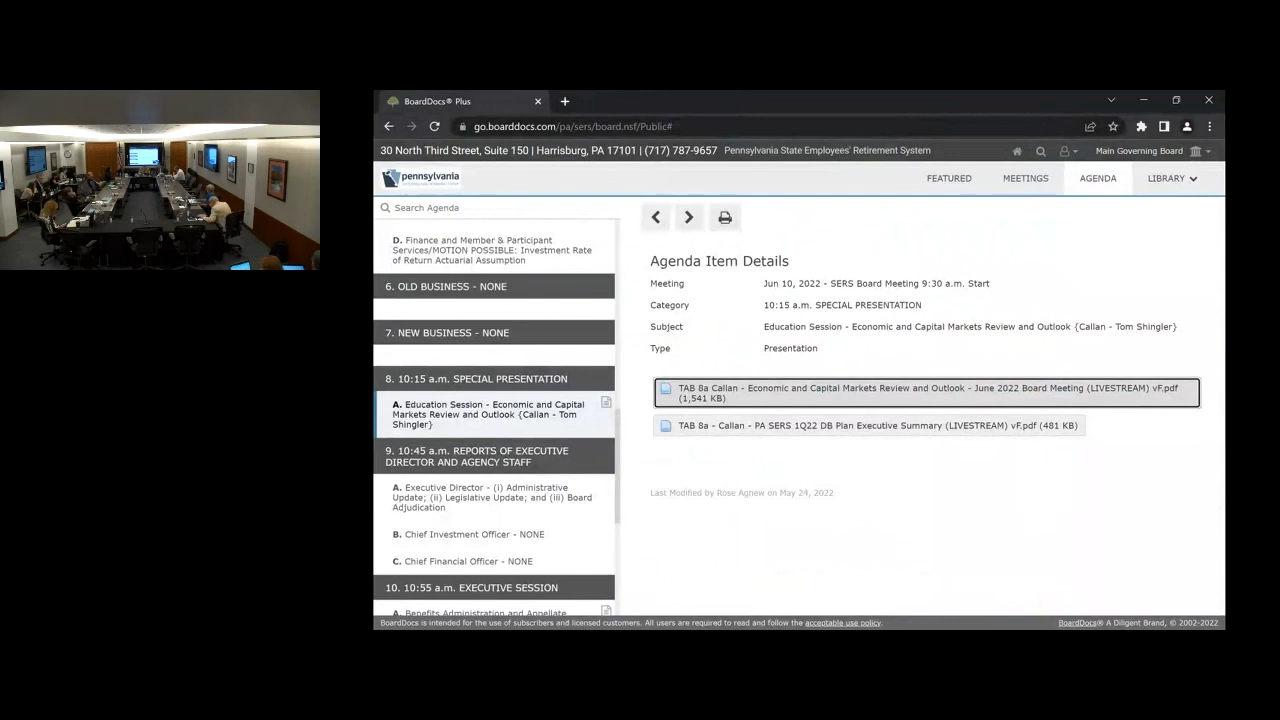 BoardDocs® Plus
go.boarddocs.com/pa/sers/board.nsf/Public#
30 North Third Street, Suite 150 | Harrisburg, PA 17101 | (717) 787-9657 Pennsylvania State Employees' Retirement System
Main Governing Board
pennsylvania
FEATURED
MEETINGS
AGENDA
LIBRARY
Search Agenda
D. Finance and Member & Participant
Services/MOTION POSSIBLE: Investment Rate
of Return Actuarial Assumption
6. OLD BUSINESS - NONE
7. NEW BUSINESS - NONE
8. 10:15 a.m. SPECIAL PRESENTATION
A. Education Session - Economic and Capital
Markets Review and Outlook {Callan - Tom
Shingler}
9. 10:45 a.m. REPORTS OF EXECUTIVE
DIRECTOR AND AGENCY STAFF
A. Executive Director - (i) Administrative
Update; (ii) Legislative Update; and (iii) Board
Adjudication
B. Chief Investment Officer - NONE
C. Chief Financial Officer - NONE
10. 10:55 a.m. EXECUTIVE SESSION
A. Benefits Administration and Appellate
Agenda Item Details
Meeting Jun 10, 2022 - SERS Board Meeting 9:30 a.m. Start
Category 10:15 a.m. SPECIAL PRESENTATION
Subject Education Session - Economic and Capital Markets Review and Outlook {Callan - Tom Shingler}
Type Presentation
TAB 8a Callan - Economic and Capital Markets Review and Outlook - June 2022 Board Meeting (LIVESTREAM) vF.pdf
(1,541 KB)
TAB 8a - Callan - PA SERS 1Q22 DB Plan Executive Summary (LIVESTREAM) vF.pdf (481 KB)
Last Modified by Rose Agnew on May 24, 2022
BoardDocs is intended for the use of subscribers and licensed customers. All users are required to read and follow the acceptable use policy.
BoardDocs® A Diligent Brand, © 2002-2022